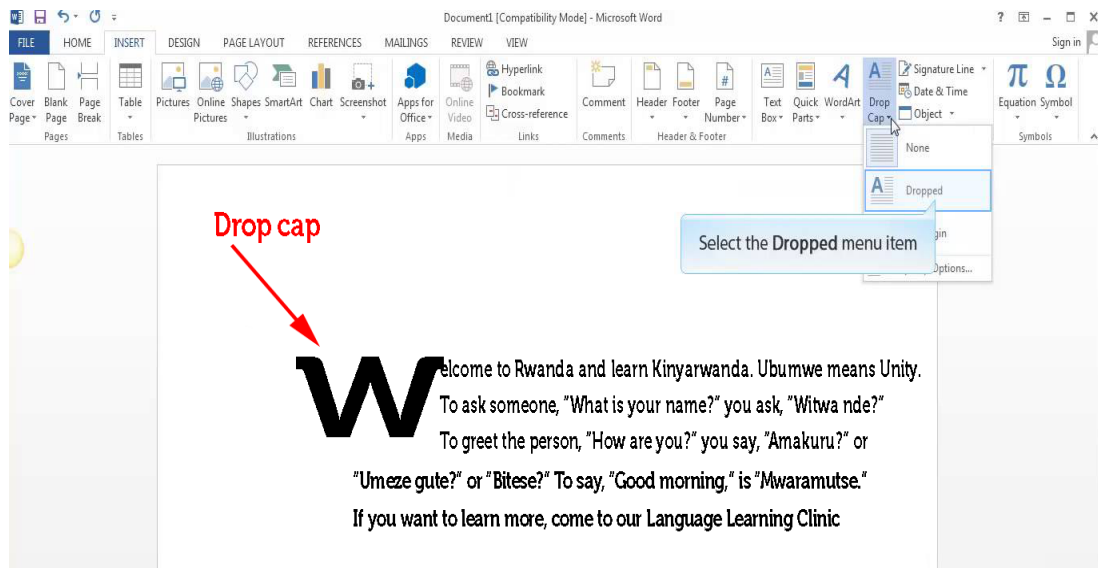 Document1 [Compatibility Mode] - Microsoft Word
FILE HOME INSERT DESIGN PAGE LAYOUT REFERENCES MAILINGS REVIEW VIEW Sign in
Cover Page Blank Page Page Break Table Pictures Online Pictures Shapes SmartArt Chart Screenshot Apps for Office Online Video Hyperlink Bookmark Cross-reference Comment Header Footer Page Number Text Box Quick Parts WordArt Drop Cap Signature Line Date & Time Object Equation Symbol
Pages Tables Illustrations Apps Media Links Comments Header & Footer Symbols
None
Dropped
Select the Dropped menu item
gin
Options...
Drop cap
Welcome to Rwanda and learn Kinyarwanda. Ubumwe means Unity.
To ask someone, "What is your name?" you ask, "Witwa nde?"
To greet the person, "How are you?" you say, "Amakuru?" or
"Umeze gute?" or "Bitese?" To say, "Good morning," is "Mwaramutse."
If you want to learn more, come to our Language Learning Clinic